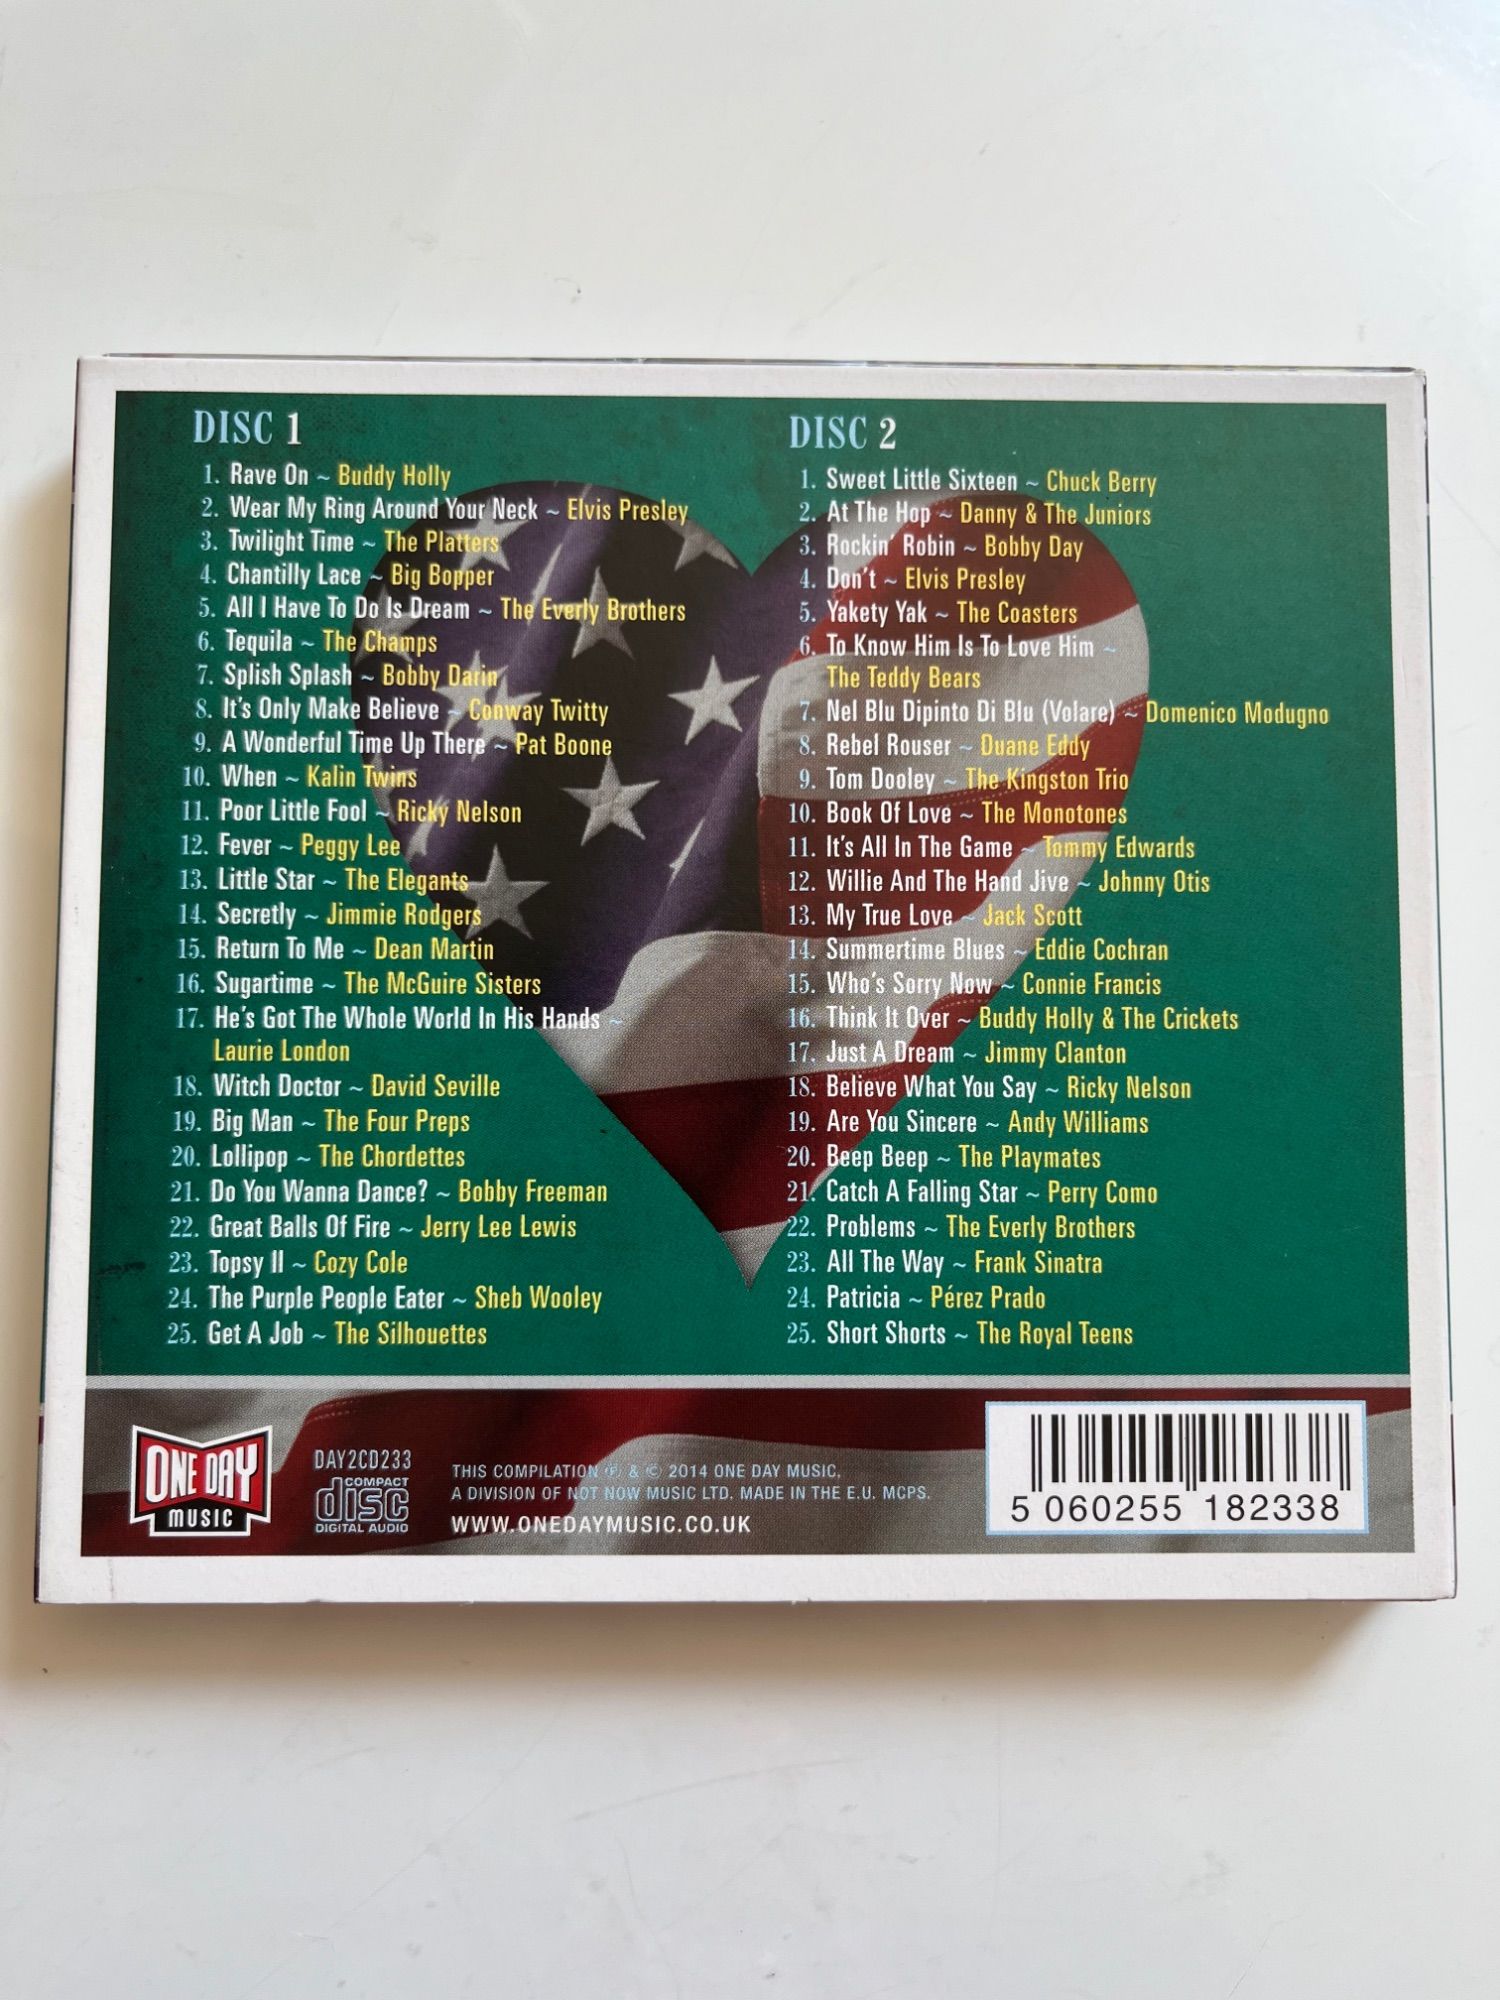 DISC 1
1. Rave On ~ Buddy Holly
2. Wear My Ring Around Your Neck ~ Elvis Presley
3. Twilight Time ~ The Platters
4. Chantilly Lace ~ Big Bopper
5. All I Have To Do Is Dream ~ The Everly Brothers
6. Tequila ~ The Champs
7. Splish Splash ~ Bobby Darin
8. It's Only Make Believe ~ Conway Twitty
9. A Wonderful Time Up There ~ Pat Boone
10. When ~ Kalin Twins
11. Poor Little Fool ~ Ricky Nelson
12. Fever ~ Peggy Lee
13. Little Star ~ The Elegants
14. Secretly ~ Jimmie Rodgers
15. Return To Me ~ Dean Martin
16. Sugartime ~ The McGuire Sisters
17. He's Got The Whole World In His Hands ~
Laurie London
18. Witch Doctor ~ David Seville
19. Big Man ~ The Four Preps
20. Lollipop ~ The Chordettes
21. Do You Wanna Dance? ~ Bobby Freeman
22. Great Balls Of Fire ~ Jerry Lee Lewis
23. Topsy II ~ Cozy Cole
24. The Purple People Eater ~ Sheb Wooley
25. Get A Job ~ The Silhouettes
DISC 2
1. Sweet Little Sixteen ~ Chuck Berry
2. At The Hop ~ Danny & The Juniors
3. Rockin' Robin ~ Bobby Day
4. Don't ~ Elvis Presley
5. Yakety Yak ~ The Coasters
6. To Know Him Is To Love Him ~
The Teddy Bears
7. Nel Blu Dipinto Di Blu (Volare) ~ Domenico Modugno
8. Rebel Rouser ~ Duane Eddy
9. Tom Dooley ~ The Kingston Trio
10. Book Of Love ~ The Monotones
11. It's All In The Game ~ Tommy Edwards
12. Willie And The Hand Jive ~ Johnny Otis
13. My True Love ~ Jack Scott
14. Summertime Blues ~ Eddie Cochran
15. Who's Sorry Now ~ Connie Francis
16. Think It Over ~ Buddy Holly & The Crickets
17. Just A Dream ~ Jimmy Clanton
18. Believe What You Say ~ Ricky Nelson
19. Are You Sincere ~ Andy Williams
20. Beep Beep ~ The Playmates
21. Catch A Falling Star ~ Perry Como
22. Problems ~ The Everly Brothers
23. All The Way ~ Frank Sinatra
24. Patricia ~ Pérez Prado
25. Short Shorts ~ The Royal Teens
ONE DAY
MUSIC
DAY2CD233
COMPACT
disc
DIGITAL AUDIO
THIS COMPILATION ℗ & © 2014 ONE DAY MUSIC,
A DIVISION OF NOT NOW MUSIC LTD. MADE IN THE E.U. MCPS.
WWW.ONEDAYMUSIC.CO.UK
5 060255 182338